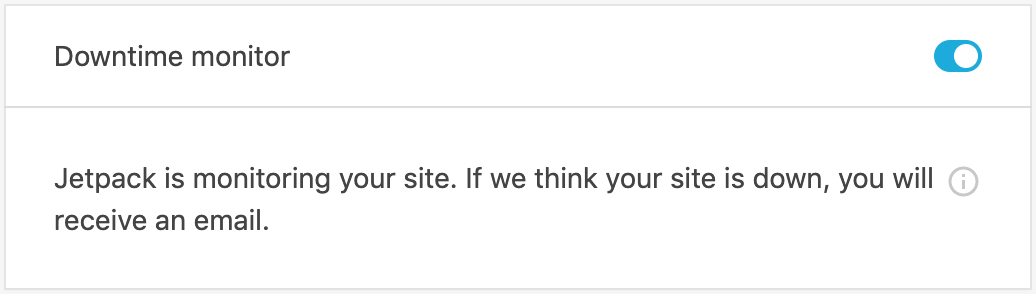 Downtime monitor
Jetpack is monitoring your site. If we think your site is down, you will
receive an email.